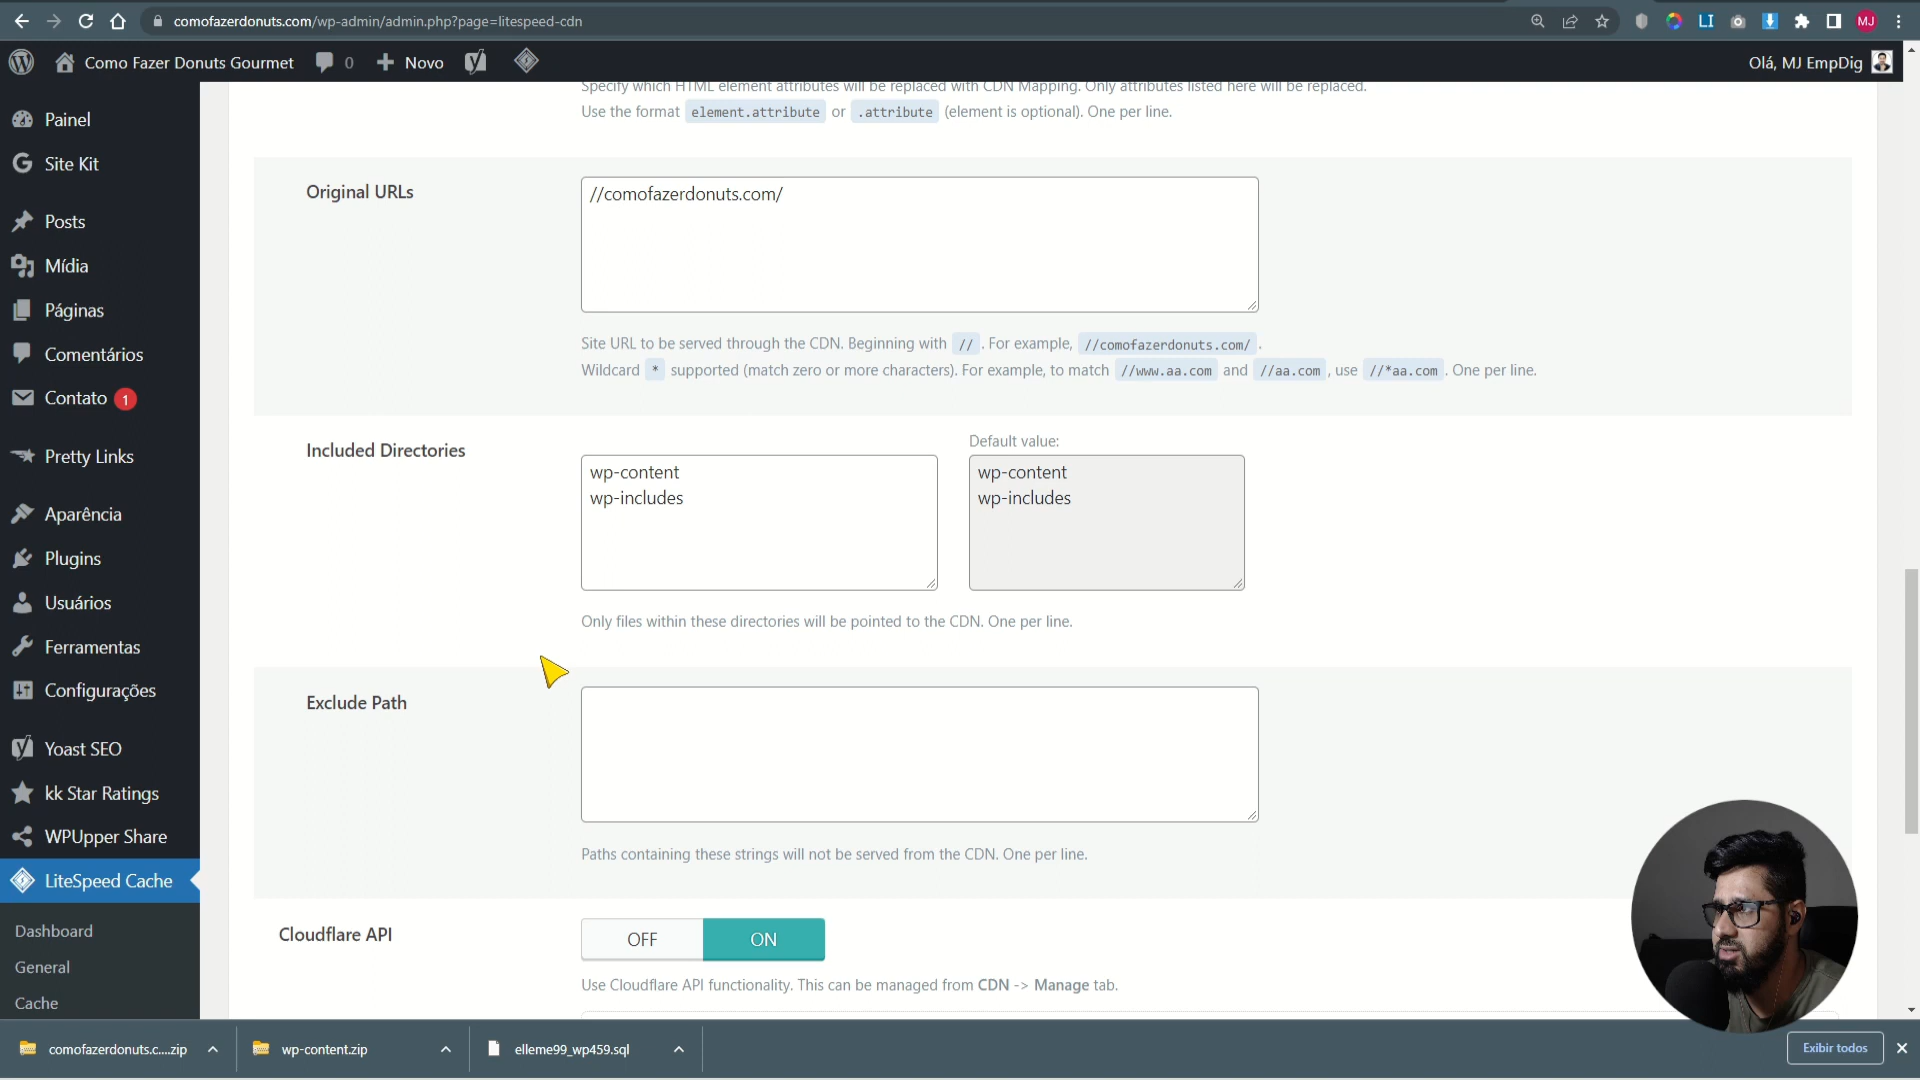 comofazerdonuts.com/wp-admin/admin.php?page=litespeed-cdn
LI
MJ
Como Fazer Donuts Gourmet
0
Novo
Olá, MJ EmpDig
Painel
Site Kit
Posts
Mídia
Páginas
Comentários
Contato 1
Pretty Links
Aparência
Plugins
Usuários
Ferramentas
Configurações
Yoast SEO
kk Star Ratings
WPUpper Share
LiteSpeed Cache
Dashboard
General
Cache
Specify which HTML element attributes will be replaced with CDN Mapping. Only attributes listed here will be replaced.
Use the format element.attribute or .attribute (element is optional). One per line.
Original URLs
//comofazerdonuts.com/
Site URL to be served through the CDN. Beginning with // . For example, //comofazerdonuts.com/ .
Wildcard * supported (match zero or more characters). For example, to match //www.aa.com and //aa.com , use //*aa.com . One per line.
Included Directories
wp-content
wp-includes
Default value:
wp-content
wp-includes
Only files within these directories will be pointed to the CDN. One per line.
Exclude Path
Paths containing these strings will not be served from the CDN. One per line.
Cloudflare API
OFF
ON
Use Cloudflare API functionality. This can be managed from CDN -> Manage tab.
comofazerdonuts.c....zip
wp-content.zip
elleme99_wp459.sql
Exibir todos